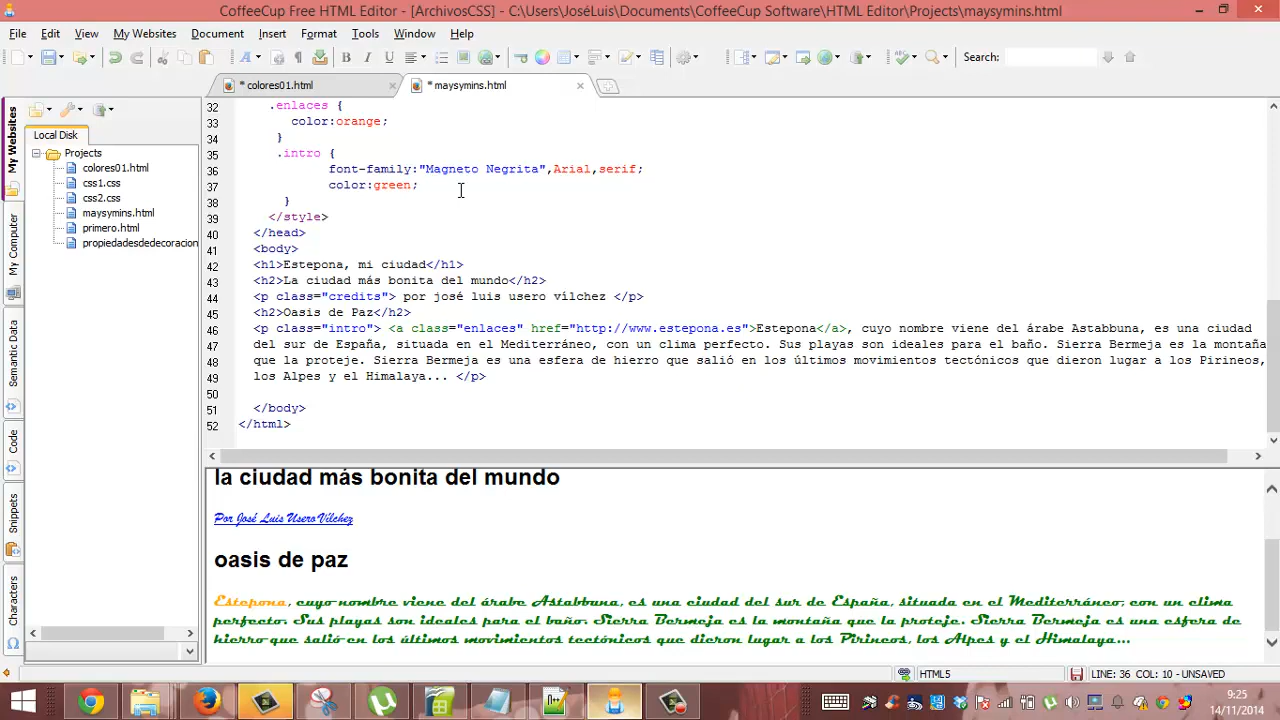 CoffeeCup Free HTML Editor - [ArchivosCSS] - C:\Users\JoséLuis\Documents\CoffeeCup Software\HTML Editor\Projects\maysymins.html
File Edit View My Websites Document Insert Format Tools Window Help
Search:
* colores01.html
* maysymins.html
My Websites
My Computer
Semantic Data
Code
Snippets
Characters
Local Disk
Projects
colores01.html
css1.css
css2.css
maysymins.html
primero.html
propiedadesdedecoracion
32 .enlaces {
33 color:orange;
34 }
35 .intro {
36 font-family:"Magneto Negrita",Arial,serif;
37 color:green;
38 }
39 </style>
40 </head>
41 <body>
42 <h1>Estepona, mi ciudad</h1>
43 <h2>La ciudad más bonita del mundo</h2>
44 <p class="credits"> por josé luis usero vílchez </p>
45 <h2>Oasis de Paz</h2>
46 <p class="intro"> <a class="enlaces" href="http://www.estepona.es">Estepona</a>, cuyo nombre viene del árabe Astabbuna, es una ciudad
47 del sur de España, situada en el Mediterráneo, con un clima perfecto. Sus playas son ideales para el baño. Sierra Bermeja es la montaña
48 que la proteje. Sierra Bermeja es una esfera de hierro que salió en los últimos movimientos tectónicos que dieron lugar a los Pirineos,
49 los Alpes y el Himalaya... </p>
50
51 </body>
52 </html>
la ciudad más bonita del mundo
Por José Luis Usero Vílchez
oasis de paz
Estepona, cuyo nombre viene del árabe Astabbuna, es una ciudad del sur de España, situada en el Mediterráneo, con un clima
perfecto. Sus playas son ideales para el baño. Sierra Bermeja es la montaña que la proteje. Sierra Bermeja es una esfera de
hierro que salió en los últimos movimientos tectónicos que dieron lugar a los Pirineos, los Alpes y el Himalaya...
HTML5
LINE: 36 COL: 10 - UNSAVED
9:25
14/11/2014